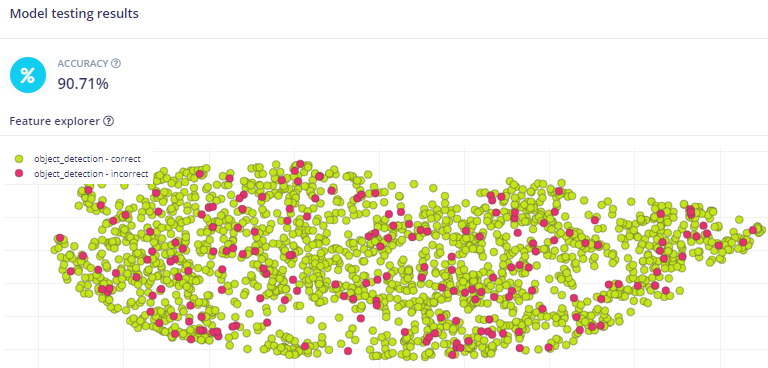 Model testing results
%
ACCURACY ?
90.71%
Feature explorer ?
object_detection - correct
object_detection - incorrect